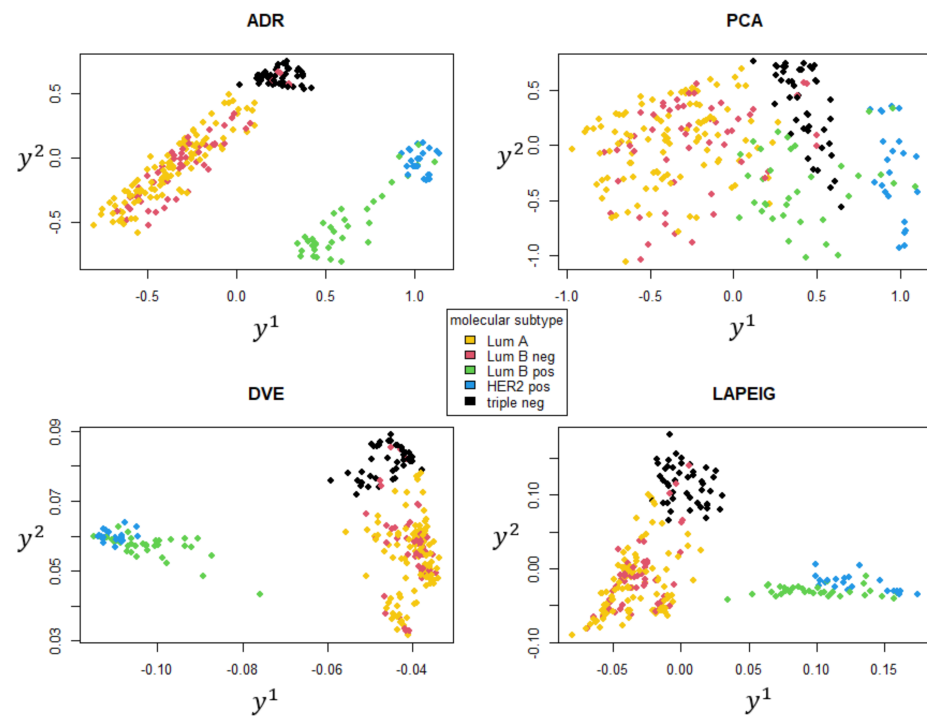 ADR
PCA
0.5
0.0
-0.5
y²
-0.5
0.0
0.5
1.0
y¹
0.5
0.0
-0.5
-1.0
y²
-1.0
-0.5
0.0
0.5
1.0
y¹
molecular subtype
Lum A
Lum B neg
Lum B pos
HER2 pos
triple neg
DVE
LAPEIG
0.09
0.07
0.05
0.03
y²
-0.10
-0.08
-0.06
-0.04
y¹
0.10
0.00
-0.10
y²
-0.05
0.00
0.05
0.10
0.15
y¹